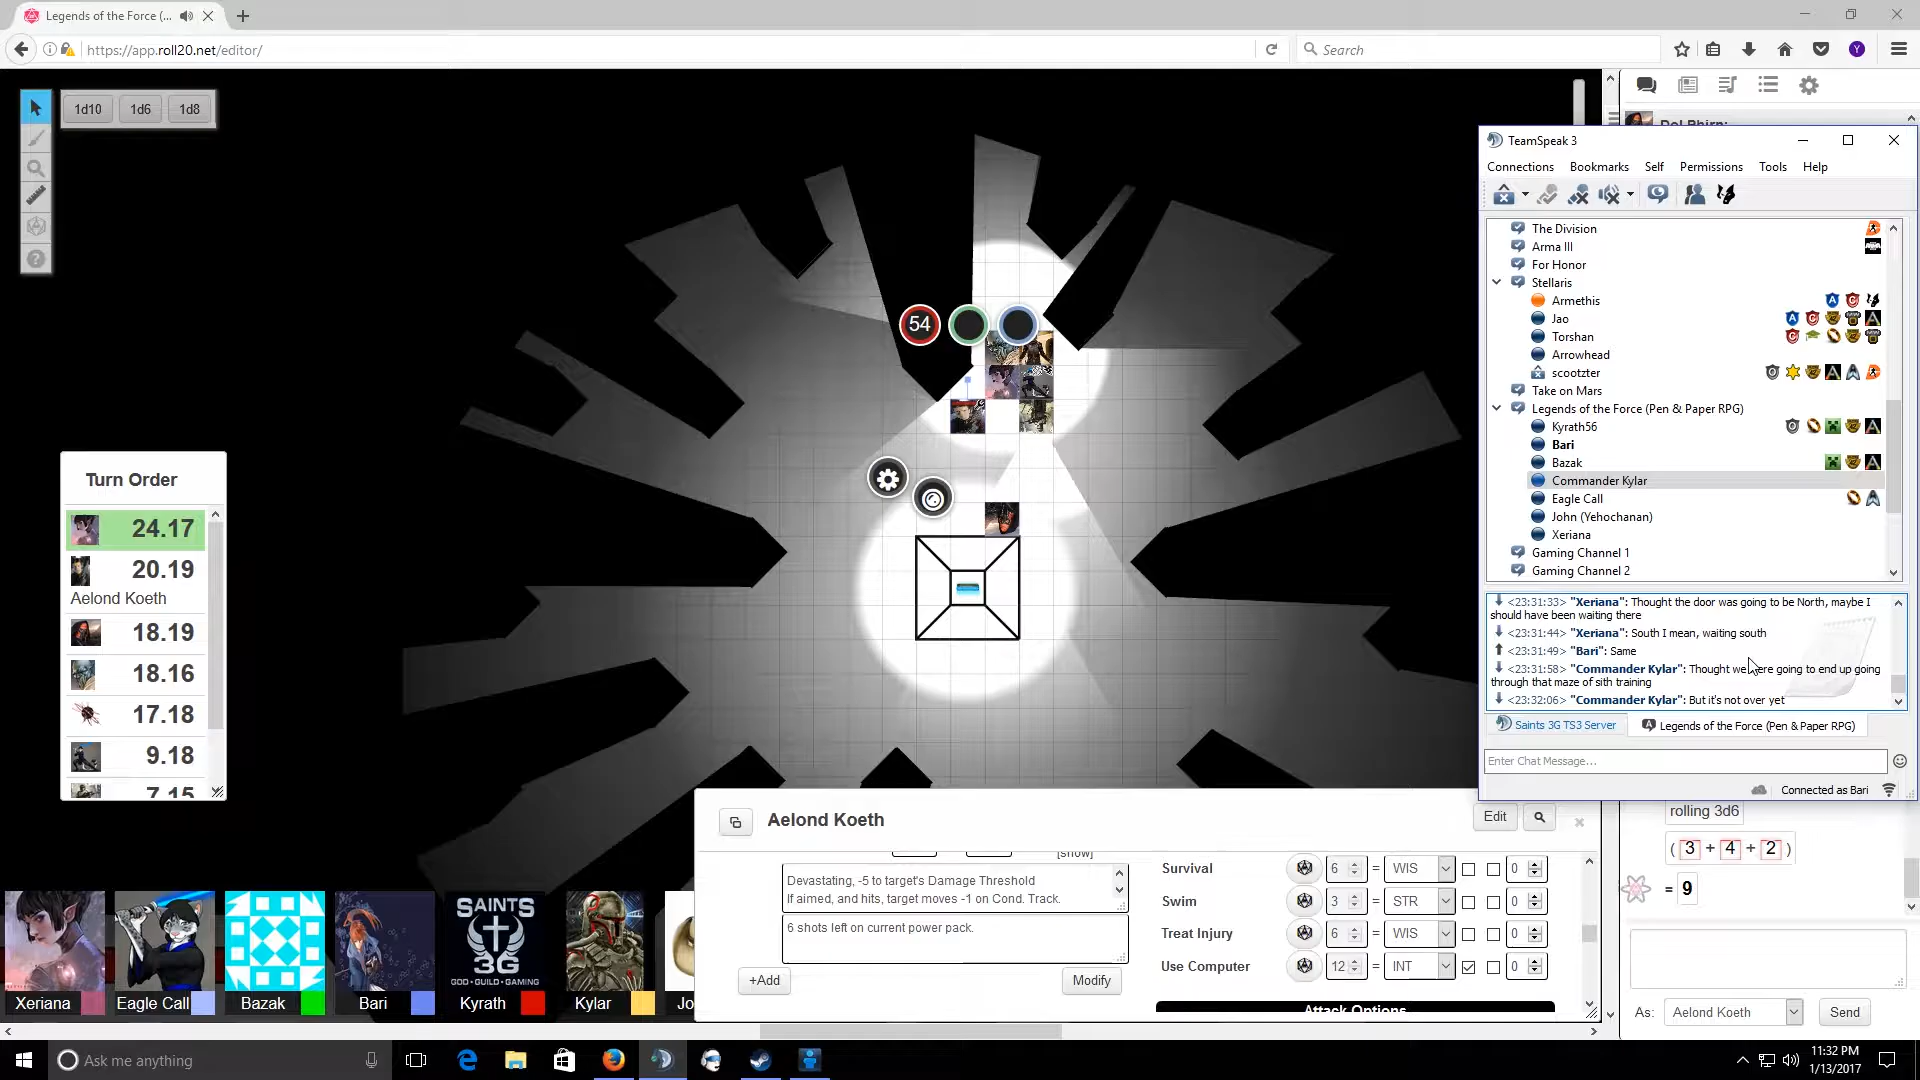 Legends of the Force (...
https://app.roll20.net/editor/
Search
1d10
1d6
1d8
54
Turn Order
24.17
20.19
Aelond Koeth
18.19
18.16
17.18
9.18
7.15
TeamSpeak 3
Connections Bookmarks Self Permissions Tools Help
The Division
Arma III
For Honor
Stellaris
Armethis
Jao
Torshan
Arrowhead
scootzter
Take on Mars
Legends of the Force (Pen & Paper RPG)
Kyrath56
Bari
Bazak
Commander Kylar
Eagle Call
John (Yehochanan)
Xeriana
Gaming Channel 1
Gaming Channel 2
<23:31:33> "Xeriana": Thought the door was going to be North, maybe I
should have been waiting there
<23:31:44> "Xeriana": South I mean, waiting south
<23:31:49> "Bari": Same
<23:31:58> "Commander Kylar": Thought we were going to end up going
through that maze of sith training
<23:32:06> "Commander Kylar": But it's not over yet
Saints 3G TS3 Server
Legends of the Force (Pen & Paper RPG)
Enter Chat Message...
Connected as Bari
rolling 3d6
( 3 + 4 + 2 )
= 9
As: Aelond Koeth
Send
Aelond Koeth
Edit
[show]
Devastating, -5 to target's Damage Threshold
If aimed, and hits, target moves -1 on Cond. Track.
6 shots left on current power pack.
+Add
Modify
Survival 6 = WIS 0
Swim 3 = STR 0
Treat Injury 6 = WIS 0
Use Computer 12 = INT 0
Attack Options
Xeriana
Eagle Call
Bazak
Bari
SAINTS
3G
GOD · GUILD · GAMING
Kyrath
Kylar
Jo
Ask me anything
11:32 PM
1/13/2017